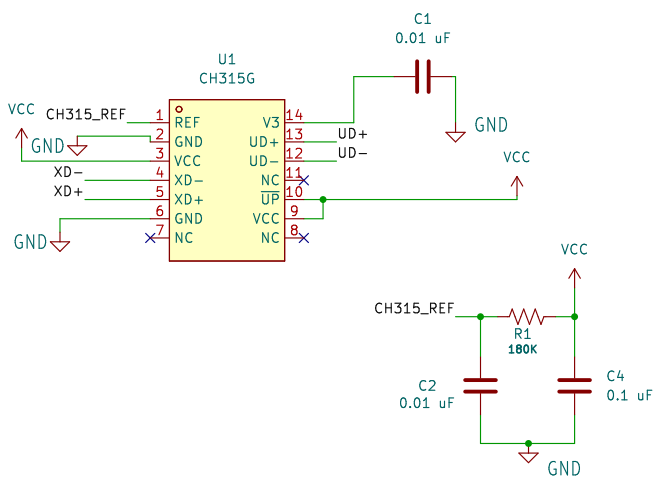 C1
0.01 uF
U1
CH315G
VCC
CH315_REF
1
REF
V3
14
GND
2
GND
UD+
13
UD+
GND
3
VCC
UD-
12
UD-
XD-
4
XD-
NC
11
VCC
XD+
5
XD+
UP
10
GND
6
GND
VCC
9
7
NC
NC
8
VCC
CH315_REF
R1
180K
C2
0.01 uF
C4
0.1 uF
GND